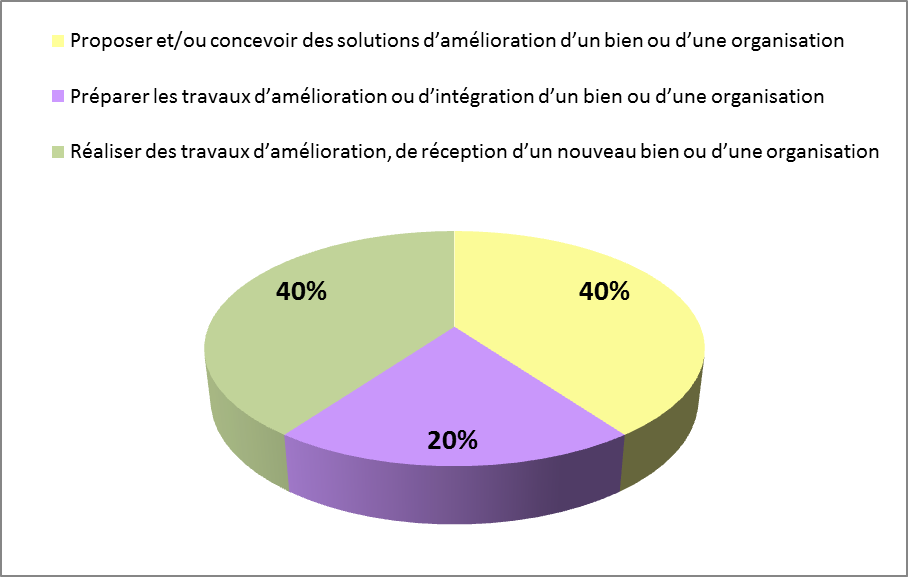 Proposer et/ou concevoir des solutions d’amélioration d’un bien ou d’une organisation
Préparer les travaux d’amélioration ou d’intégration d’un bien ou d’une organisation
Réaliser des travaux d’amélioration, de réception d’un nouveau bien ou d’une organisation
40%
40%
20%